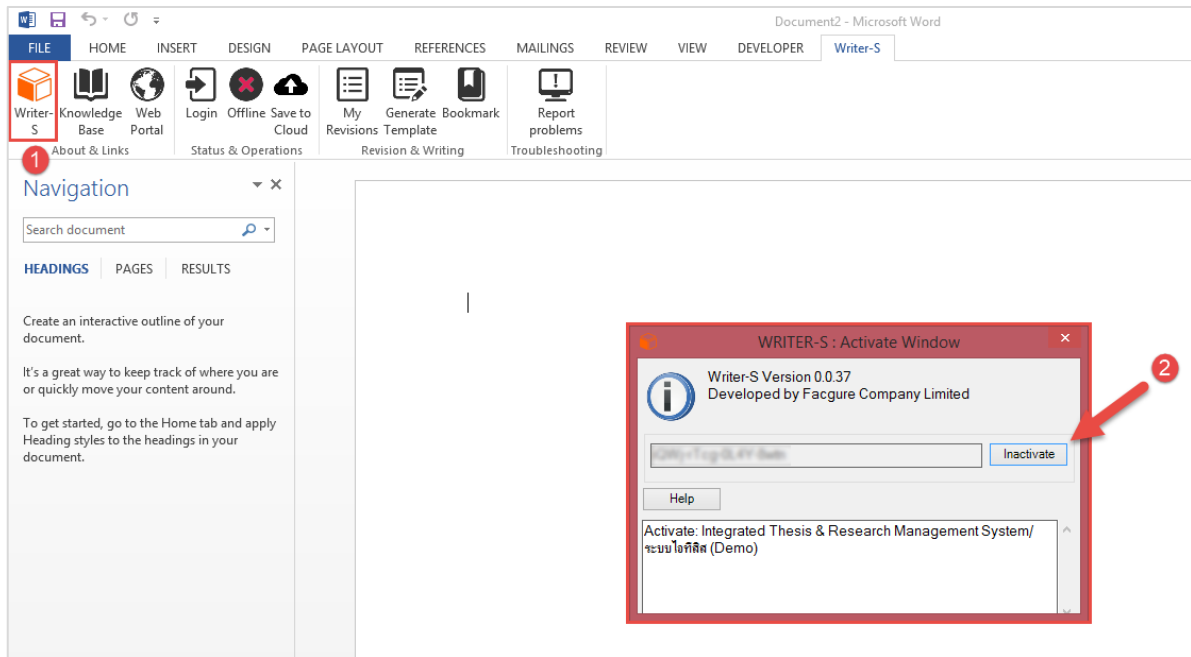 Document2 - Microsoft Word
FILE HOME INSERT DESIGN PAGE LAYOUT REFERENCES MAILINGS REVIEW VIEW DEVELOPER Writer-S
Writer- Knowledge Web Login Offline Save to My Generate Bookmark Report
S Base Portal Cloud Revisions Template problems
About & Links Status & Operations Revision & Writing Troubleshooting
1
Navigation
Search document
HEADINGS PAGES RESULTS
Create an interactive outline of your
document.
It's a great way to keep track of where you are
or quickly move your content around.
To get started, go to the Home tab and apply
Heading styles to the headings in your
document.
WRITER-S : Activate Window
2
Writer-S Version 0.0.37
Developed by Facgure Company Limited
Inactivate
Help
Activate: Integrated Thesis & Research Management System/
ระบบไอทีสิส (Demo)